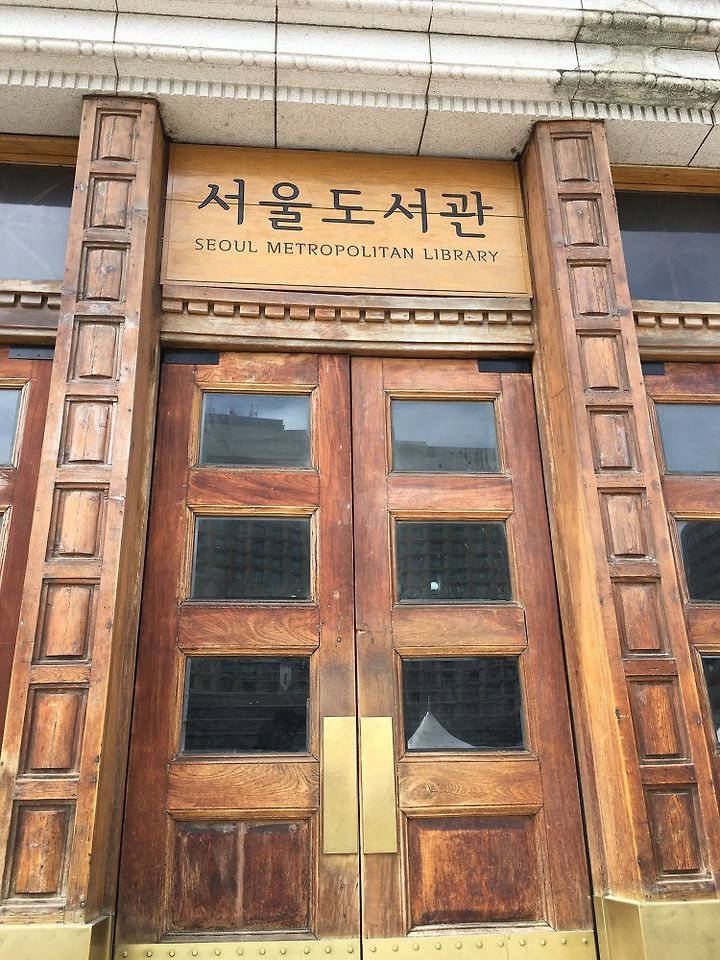 서울도서관
SEOUL METROPOLITAN LIBRARY